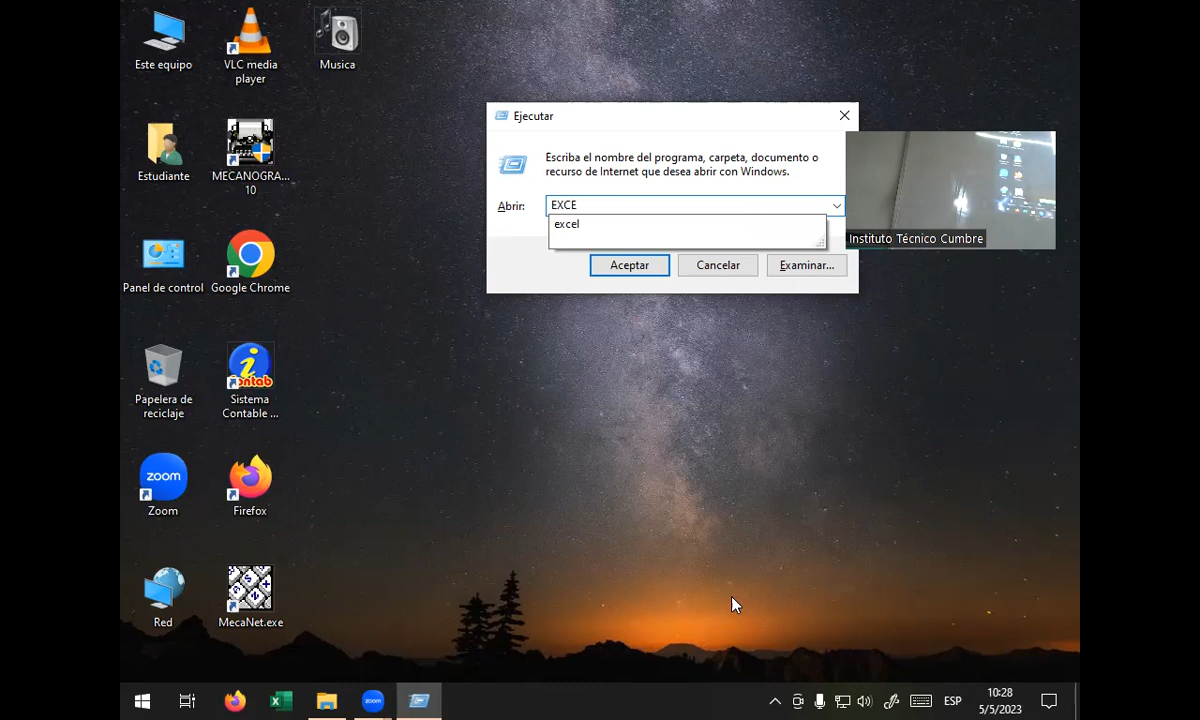 Este equipo
VLC media
player
Musica
Estudiante
MECANOGRA...
10
Panel de control
Google Chrome
Papelera de
reciclaje
Sistema
Contable ...
ontab
zoom
Zoom
Firefox
Red
MecaNet.exe
Ejecutar
Escriba el nombre del programa, carpeta, documento o
recurso de Internet que desea abrir con Windows.
Abrir:
EXCE
excel
Aceptar
Cancelar
Examinar...
Instituto Técnico Cumbre
zoom
ESP
10:28
5/5/2023